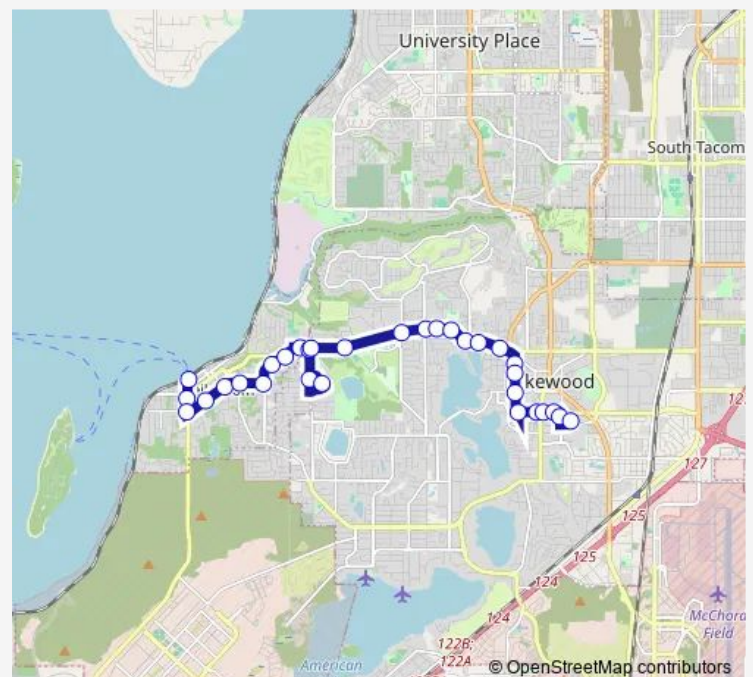 University Place
South Tacom
kewood
127
125
125
124
124
122B;
122A
McChord
Field
American
© OpenStreetMap contributors